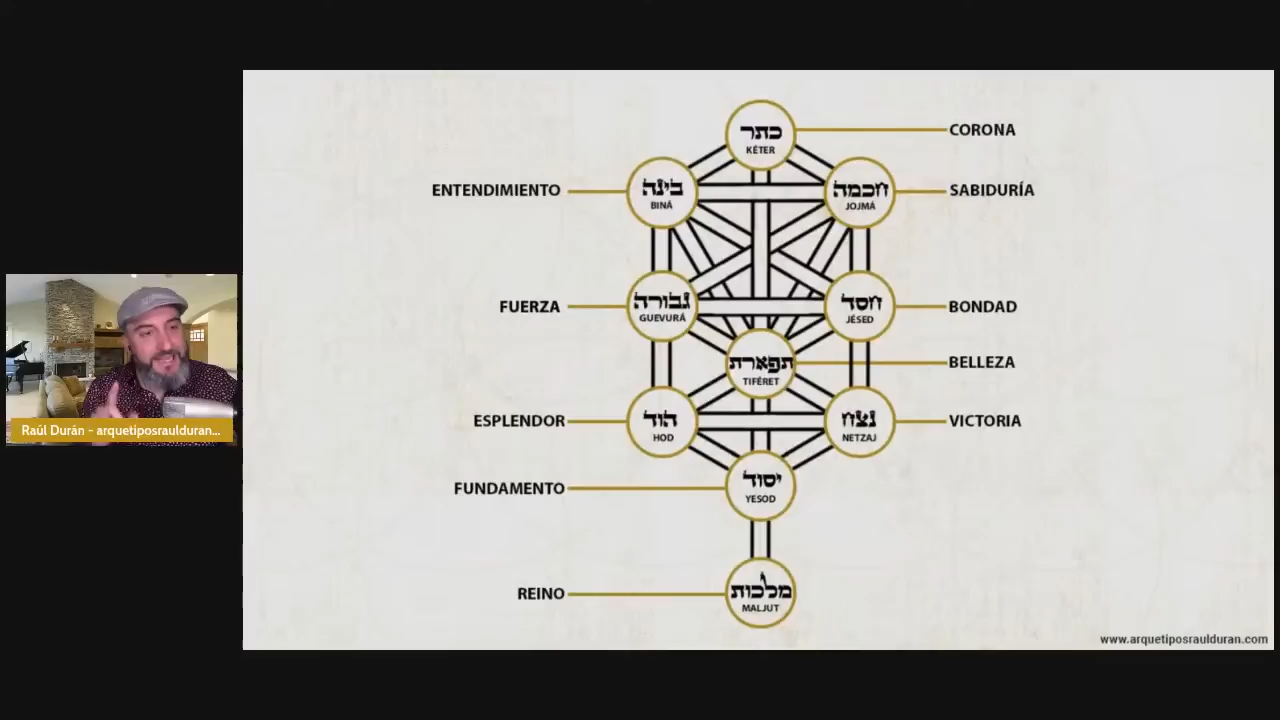 כתר
KÉTER
CORONA
ENTENDIMIENTO
בינה
BINÁ
חכמה
JOJMÁ
SABIDURÍA
FUERZA
גבורה
GUEVURÁ
חסד
JÉSED
BONDAD
תפארת
TIFÉRET
BELLEZA
ESPLENDOR
הוד
HOD
נצח
NETZAJ
VICTORIA
FUNDAMENTO
יסוד
YESOD
REINO
מלכות
MALJUT
Raúl Durán - arquetiposraulduran...
www.arquetiposraulduran.com